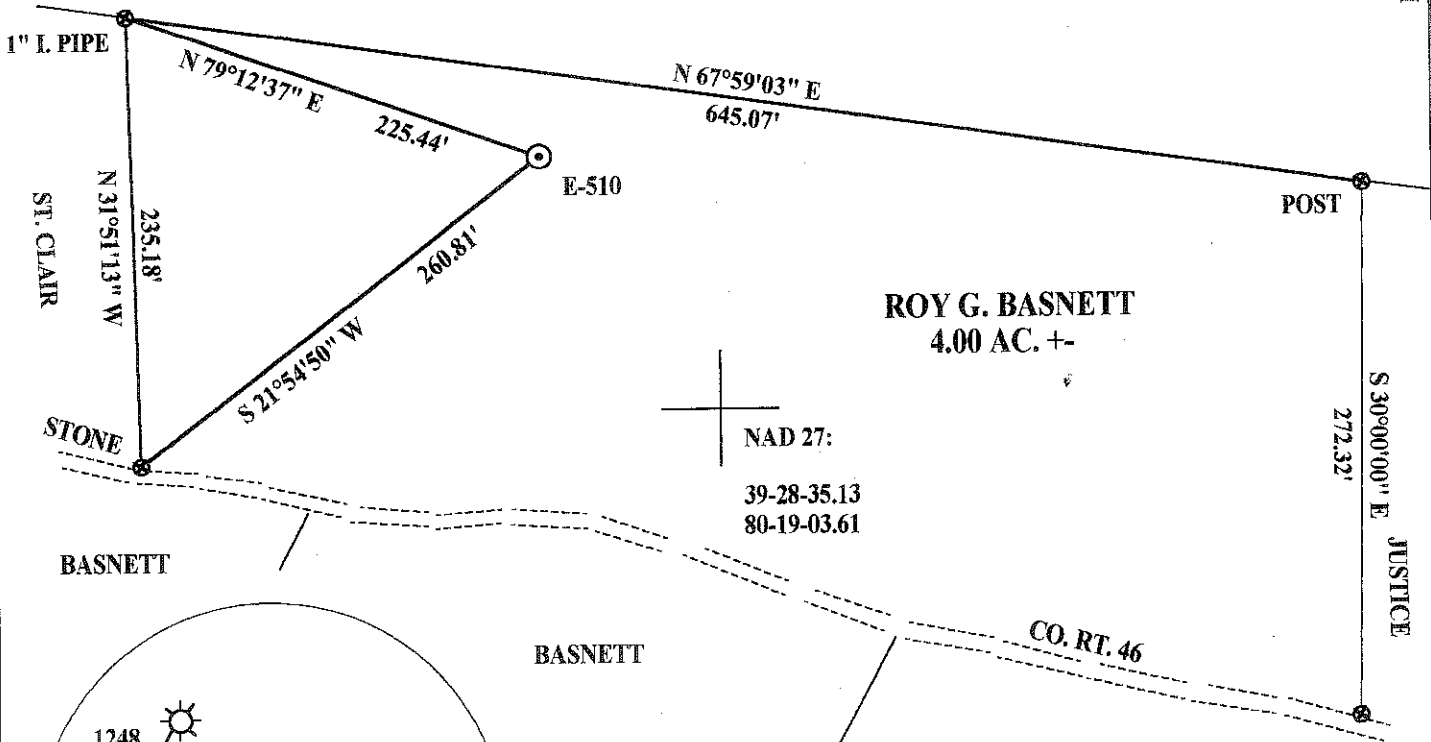 1" I. PIPE
N 79°12'37" E
225.44'
N 67°59'03" E
645.07'
E-510
POST
ST. CLAIR
N 31°51'13" W
235.18'
260.81'
S 21°54'50" W
ROY G. BASNETT
4.00 AC. +-
S 30°00'00" E
272.32'
JUSTICE
STONE
NAD 27:
39-28-35.13
80-19-03.61
BASNETT
BASNETT
CO. RT. 46
1248